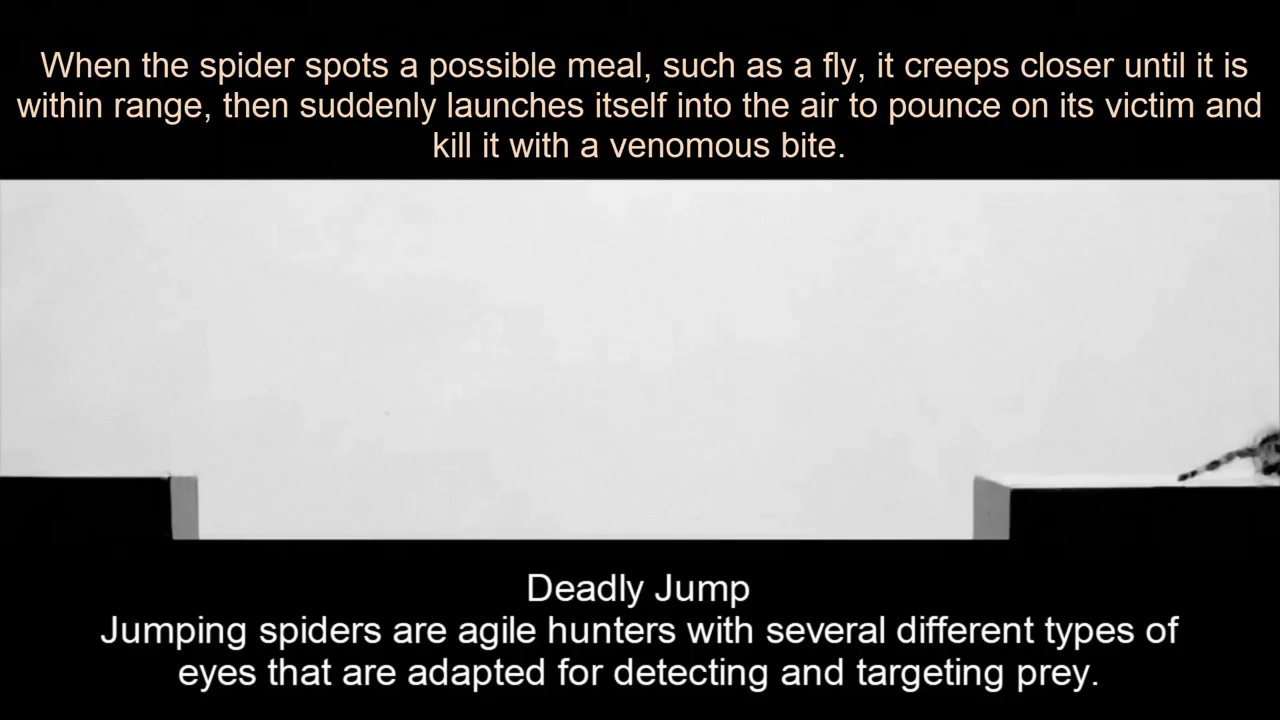 When the spider spots a possible meal, such as a fly, it creeps closer until it is
within range, then suddenly launches itself into the air to pounce on its victim and
kill it with a venomous bite.
Deadly Jump
Jumping spiders are agile hunters with several different types of
eyes that are adapted for detecting and targeting prey.